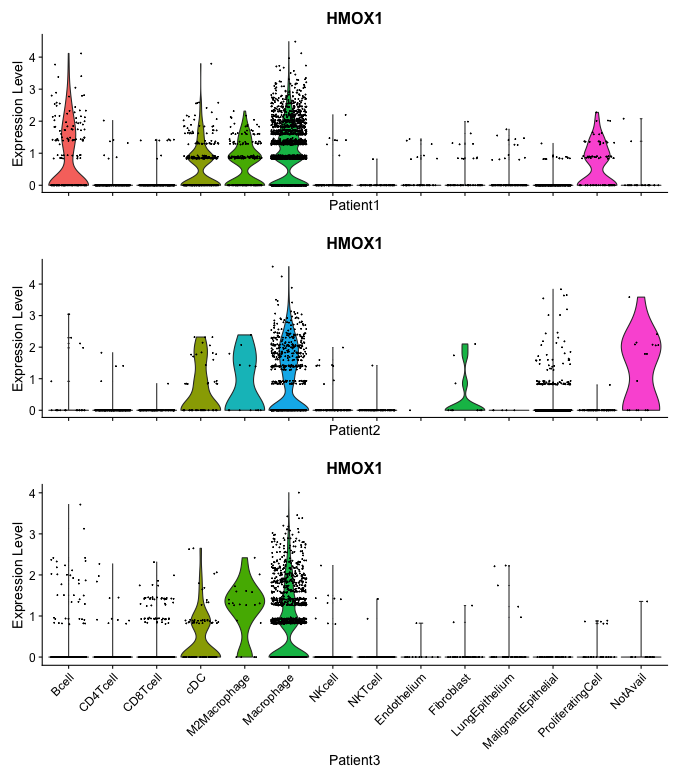 HMOX1
Expression Level
4
3
2
1
0
Patient1
HMOX1
Expression Level
4
3
2
1
0
Patient2
HMOX1
Expression Level
4
3
2
1
0
Bcell
CD4Tcell
CD8Tcell
cDC
M2Macrophage
Macrophage
NKcell
NKTcell
Endothelium
Fibroblast
LungEpithelium
MalignantEpithelial
ProliferatingCell
NotAvail
Patient3